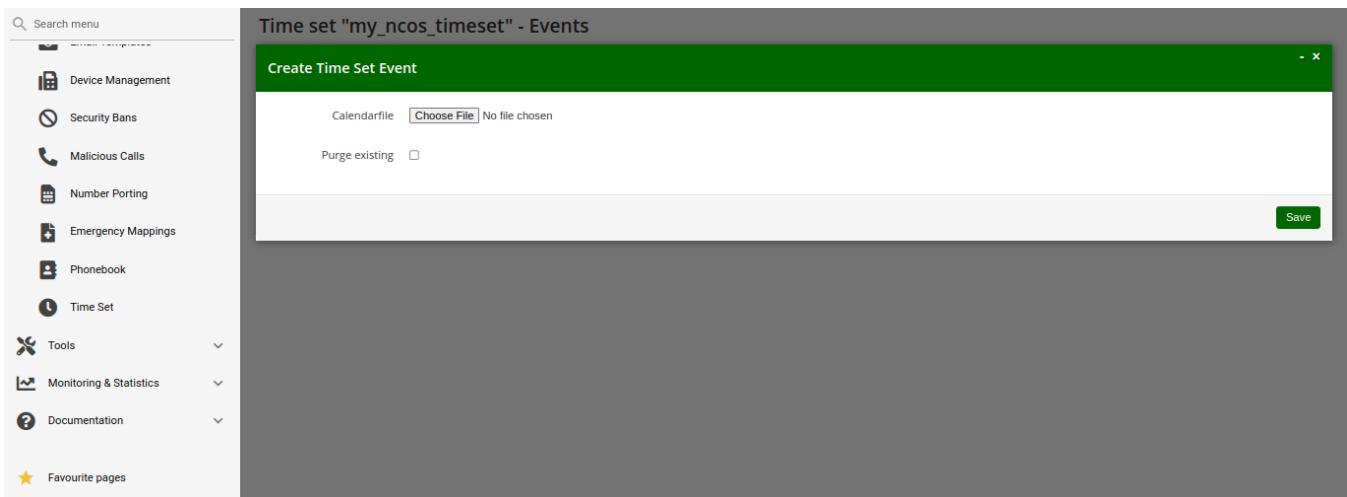 Search menu
Device Management
Security Bans
Malicious Calls
Number Porting
Emergency Mappings
Phonebook
Time Set
Tools
Monitoring & Statistics
Documentation
Favourite pages
Time set "my_ncos_timeset" - Events
Create Time Set Event
- ×
Calendarfile Choose File No file chosen
Purge existing
Save